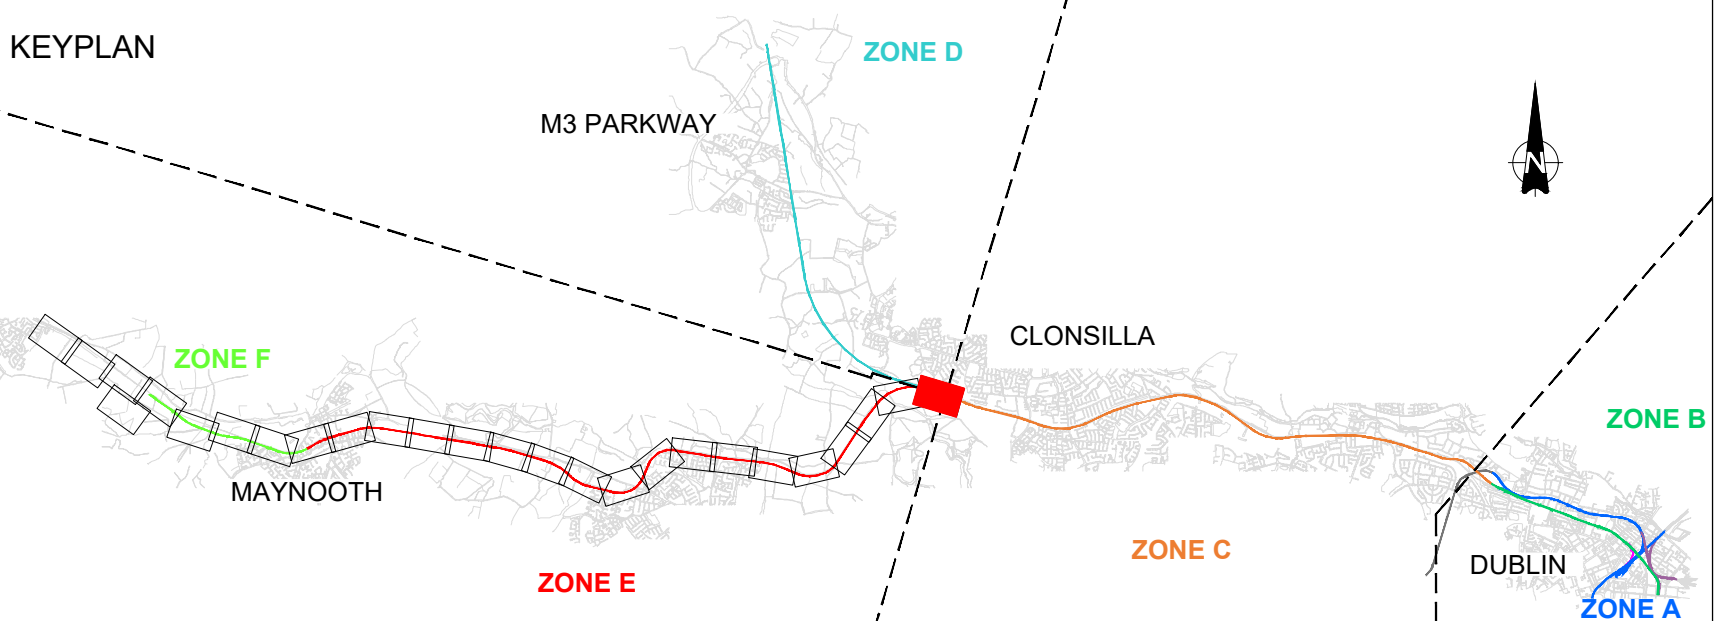 KEYPLAN
ZONE D
M3 PARKWAY
N
CLONSILLA
ZONE F
ZONE B
MAYNOOTH
ZONE C
DUBLIN
ZONE E
ZONE A